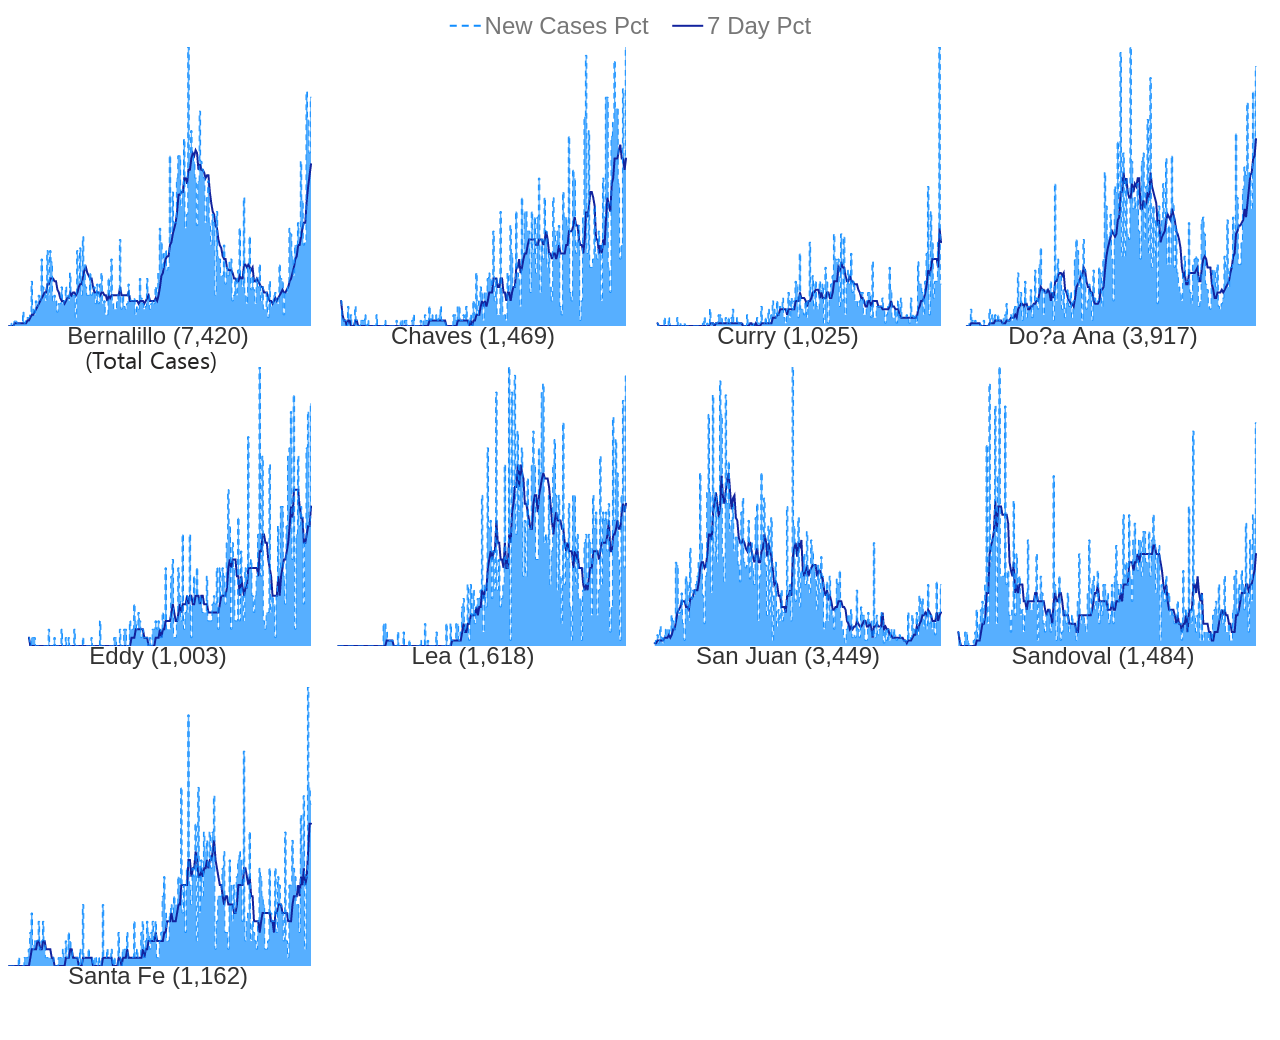 New Cases Pct 7 Day Pct
Bernalillo (7,420)
(Total Cases)
Chaves (1,469)
Curry (1,025)
Do?a Ana (3,917)
Eddy (1,003)
Lea (1,618)
San Juan (3,449)
Sandoval (1,484)
Santa Fe (1,162)